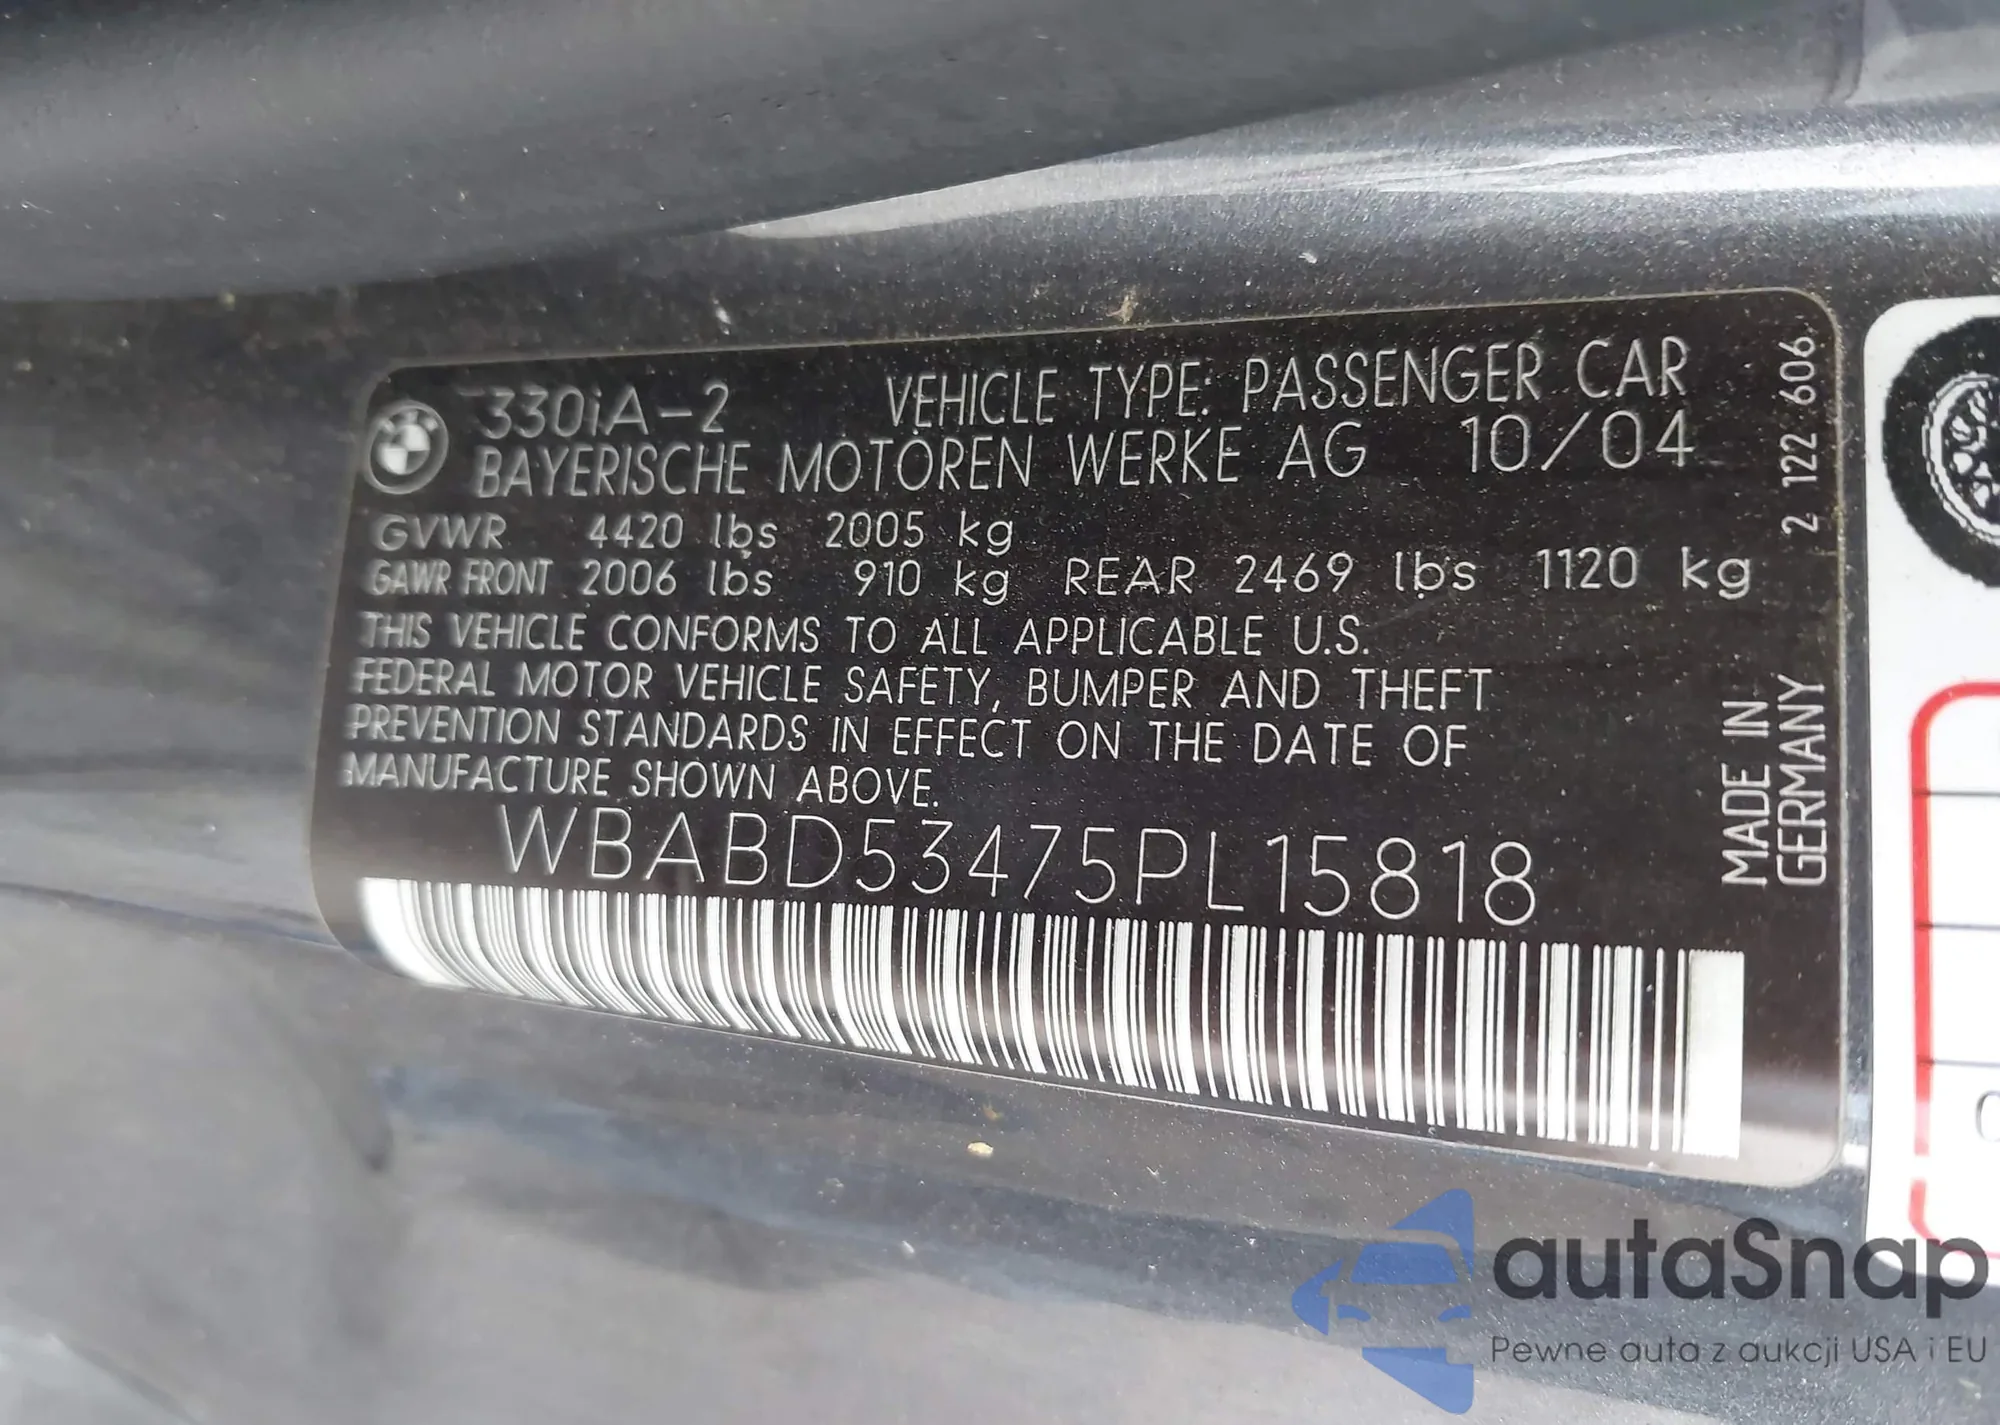 330iA-2 VEHICLE TYPE: PASSENGER CAR
BAYERISCHE MOTOREN WERKE AG 10/04
GVWR 4420 lbs 2005 kg
GAWR FRONT 2006 lbs 910 kg REAR 2469 lbs 1120 kg
THIS VEHICLE CONFORMS TO ALL APPLICABLE U.S.
FEDERAL MOTOR VEHICLE SAFETY, BUMPER AND THEFT
PREVENTION STANDARDS IN EFFECT ON THE DATE OF
MANUFACTURE SHOWN ABOVE.
WBABD53475PL15818
2 122 606
MADE IN
GERMANY
autaSnap
Pewne auta z aukcji USA i EU